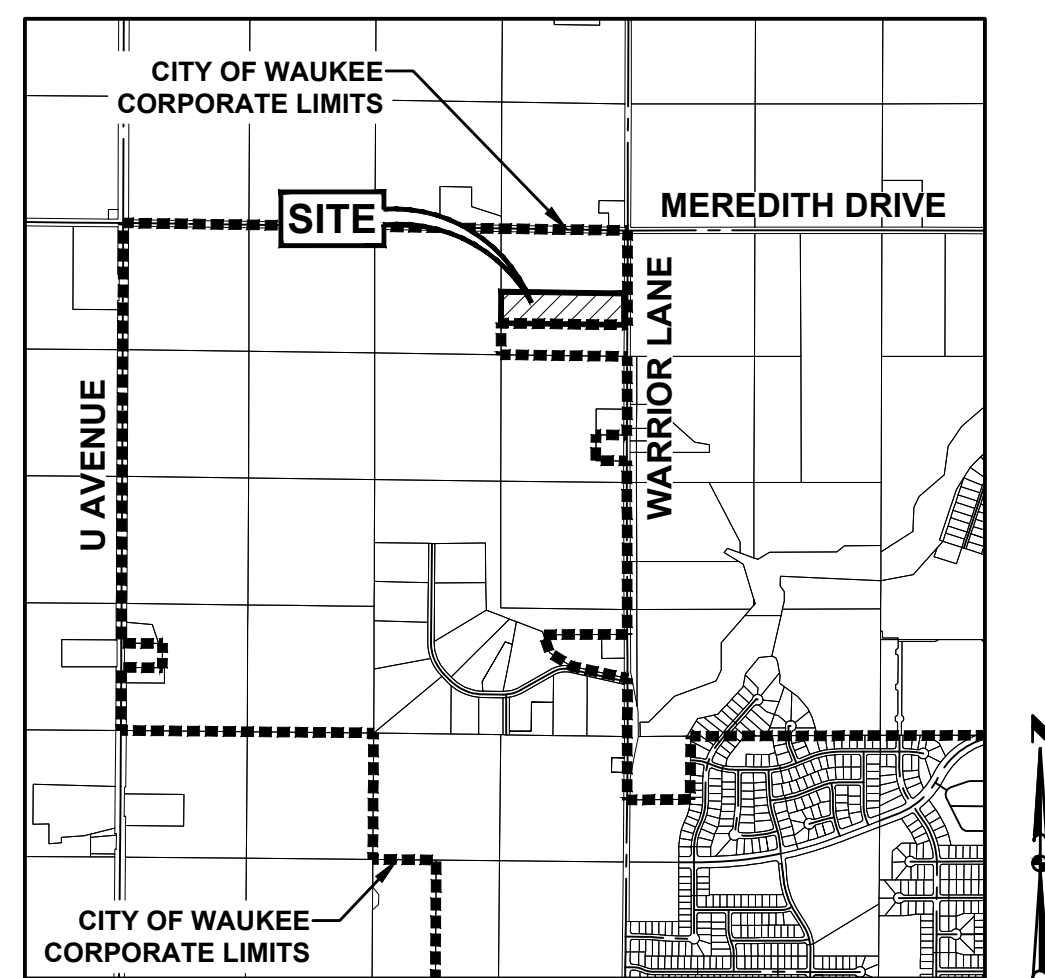 CITY OF WAUKEE
CORPORATE LIMITS
SITE
MEREDITH DRIVE
WARRIOR LANE
U AVENUE
CITY OF WAUKEE
CORPORATE LIMITS
N